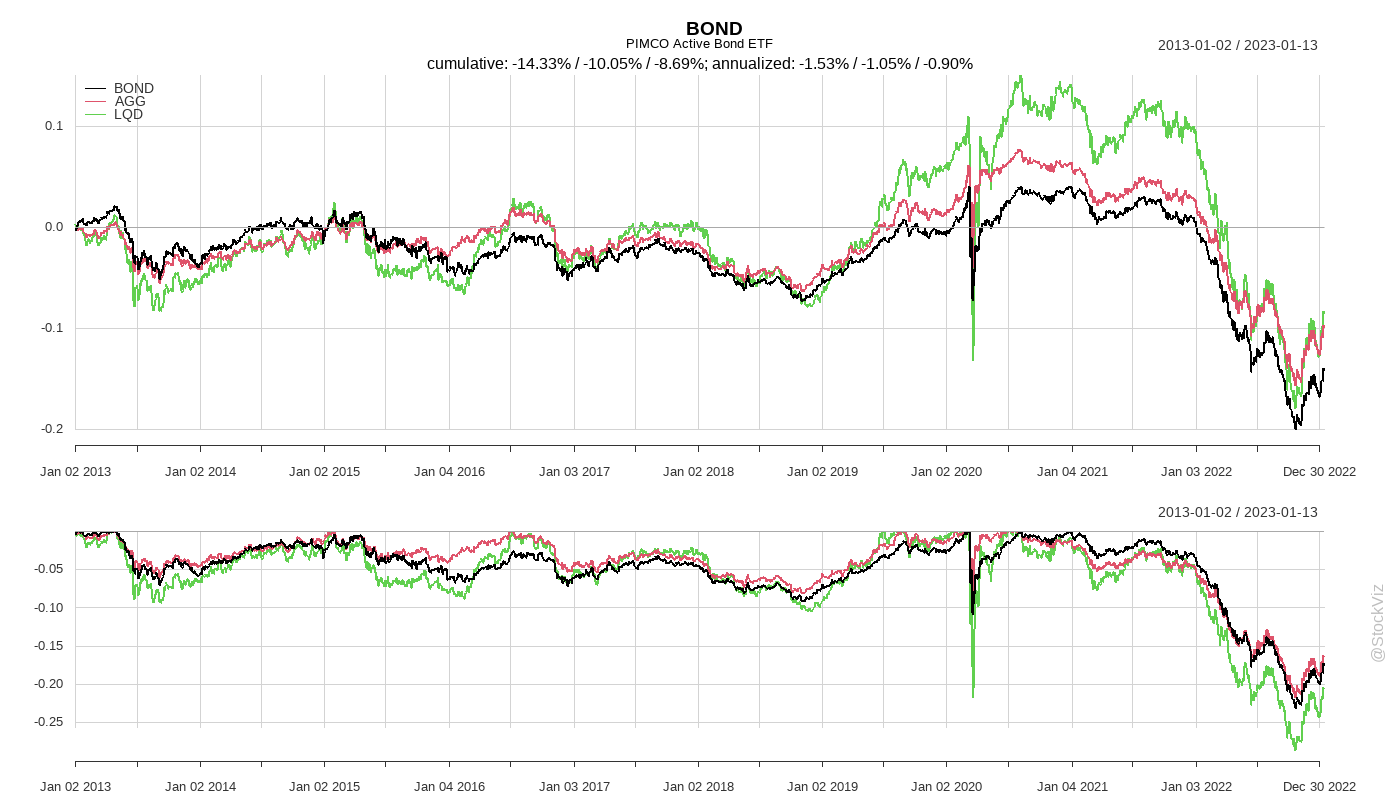 BOND
PIMCO Active Bond ETF
2013-01-02 / 2023-01-13
cumulative: -14.33% / -10.05% / -8.69%; annualized: -1.53% / -1.05% / -0.90%
BOND
AGG
LQD
0.1
0.0
-0.1
-0.2
Jan 02 2013 Jan 02 2014 Jan 02 2015 Jan 04 2016 Jan 03 2017 Jan 02 2018 Jan 02 2019 Jan 02 2020 Jan 04 2021 Jan 03 2022 Dec 30 2022
2013-01-02 / 2023-01-13
-0.05
-0.10
-0.15
-0.20
-0.25
Jan 02 2013 Jan 02 2014 Jan 02 2015 Jan 04 2016 Jan 03 2017 Jan 02 2018 Jan 02 2019 Jan 02 2020 Jan 04 2021 Jan 03 2022 Dec 30 2022
@StockViz